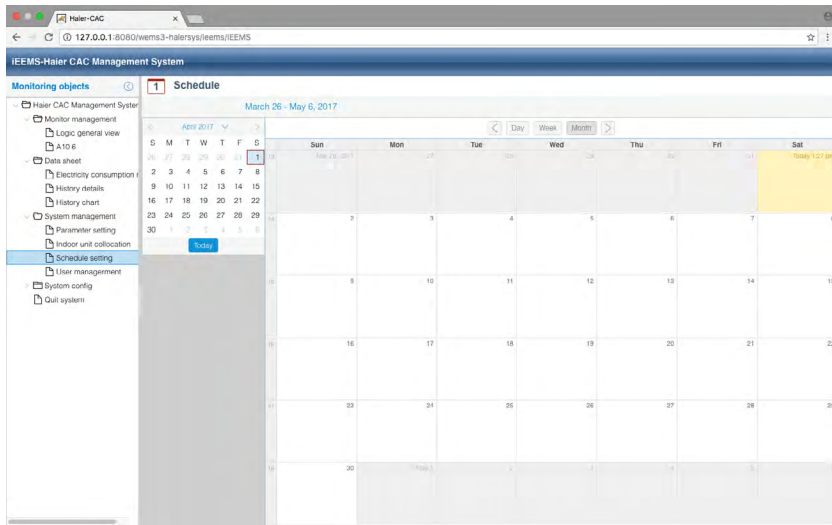 Haier-CAC
127.0.0.1:8080/wems3-haiersys/ieems/IEEMS
iEEMS-Haier CAC Management System
Monitoring objects
1 Schedule
March 26 - May 6, 2017
Haier CAC Management Syster
Monitor management
Logic general view
A10 6
Data sheet
Electricity consumption r
History details
History chart
System management
Parameter setting
Indoor unit collocation
Schedule setting
User managerment
System config
Quit system
April 2017
S M T W T F S
26 27 28 29 30 31 1
2 3 4 5 6 7 8
9 10 11 12 13 14 15
16 17 18 19 20 21 22
23 24 25 26 27 28 29
30 1 2 3 4 5 6
Today
Day Week Month
Sun Mon Tue Wed Thu Fri Sat
27 28 29 30 31
2 3 4 5 6 7
9 10 11 12 13 14
16 17 18 19 20 21
23 24 25 26 27 28
30